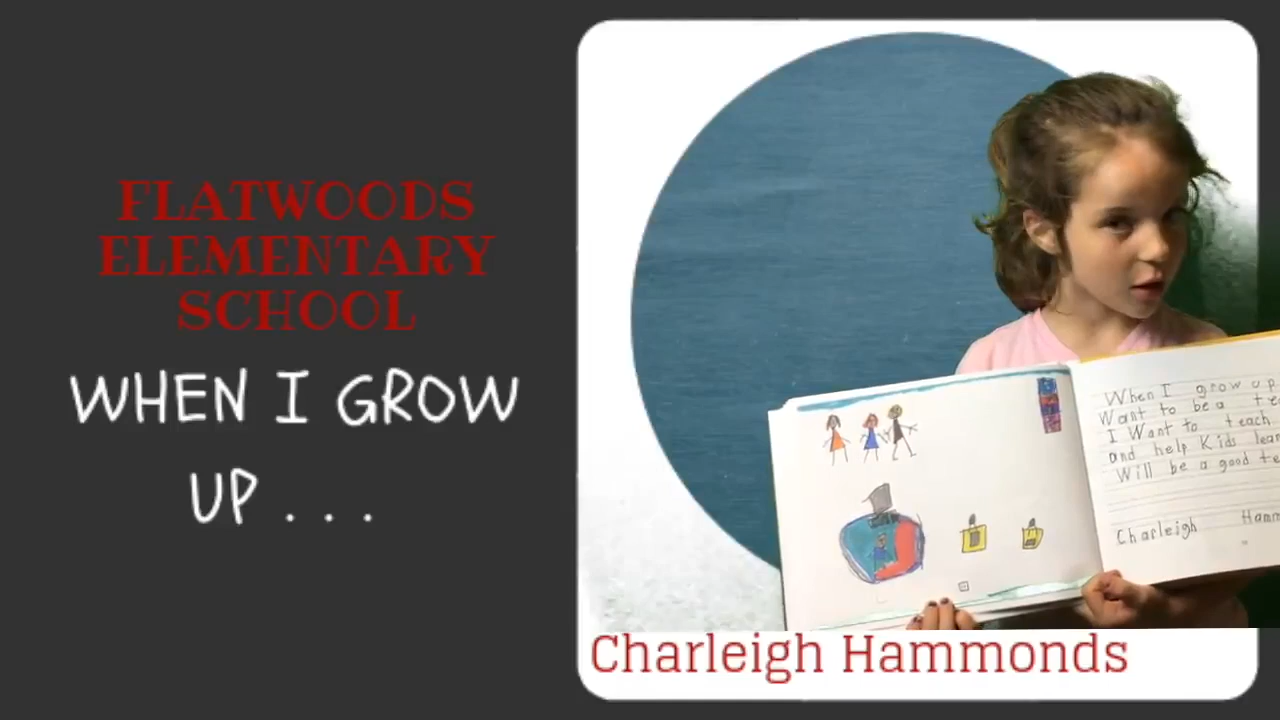 FLATWOODS
ELEMENTARY
SCHOOL
WHEN I GROW
UP...
When I grow up
Want to be a
I Want to teach
and help Kids
Will be a good
Charleigh
Charleigh Hammonds